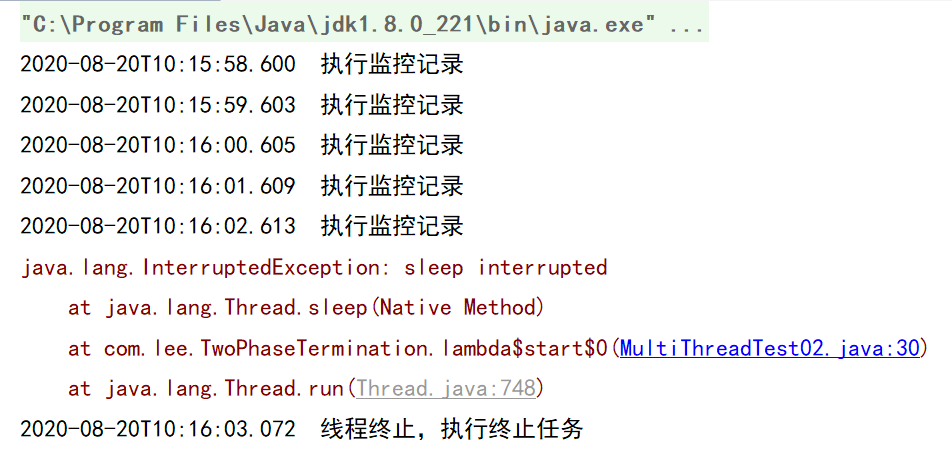 "C:\Program Files\Java\jdk1.8.0_221\bin\java.exe" ...
2020-08-20T10:15:58.600  执行监控记录
2020-08-20T10:15:59.603  执行监控记录
2020-08-20T10:16:00.605  执行监控记录
2020-08-20T10:16:01.609  执行监控记录
2020-08-20T10:16:02.613  执行监控记录
java.lang.InterruptedException: sleep interrupted
    at java.lang.Thread.sleep(Native Method)
    at com.lee.TwoPhaseTermination.lambda$start$0(MultiThreadTest02.java:30)
    at java.lang.Thread.run(Thread.java:748)
2020-08-20T10:16:03.072  线程终止，执行终止任务